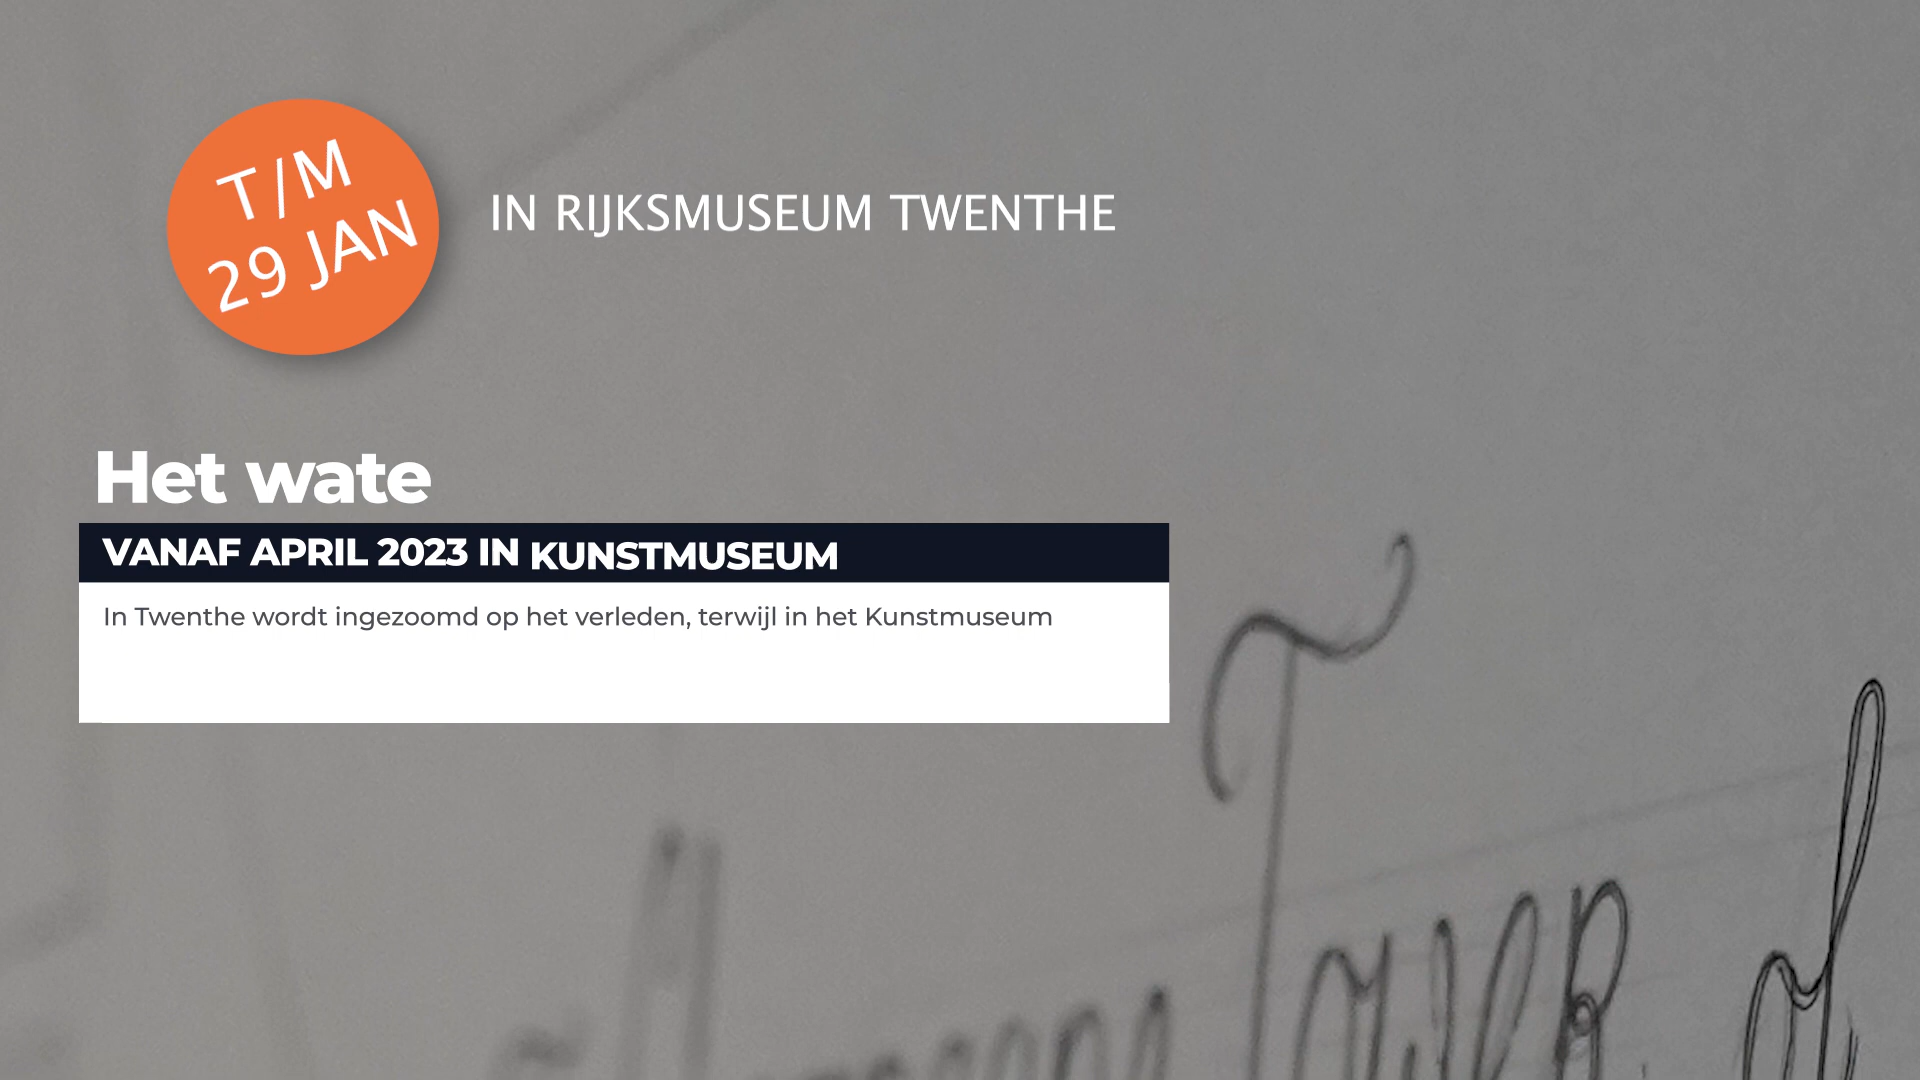 T/M
29 JAN
IN RIJKSMUSEUM TWENTHE
Het wate
VANAF APRIL 2023 IN KUNSTMUSEUM
In Twenthe wordt ingezoomd op het verleden, terwijl in het Kunstmuseum